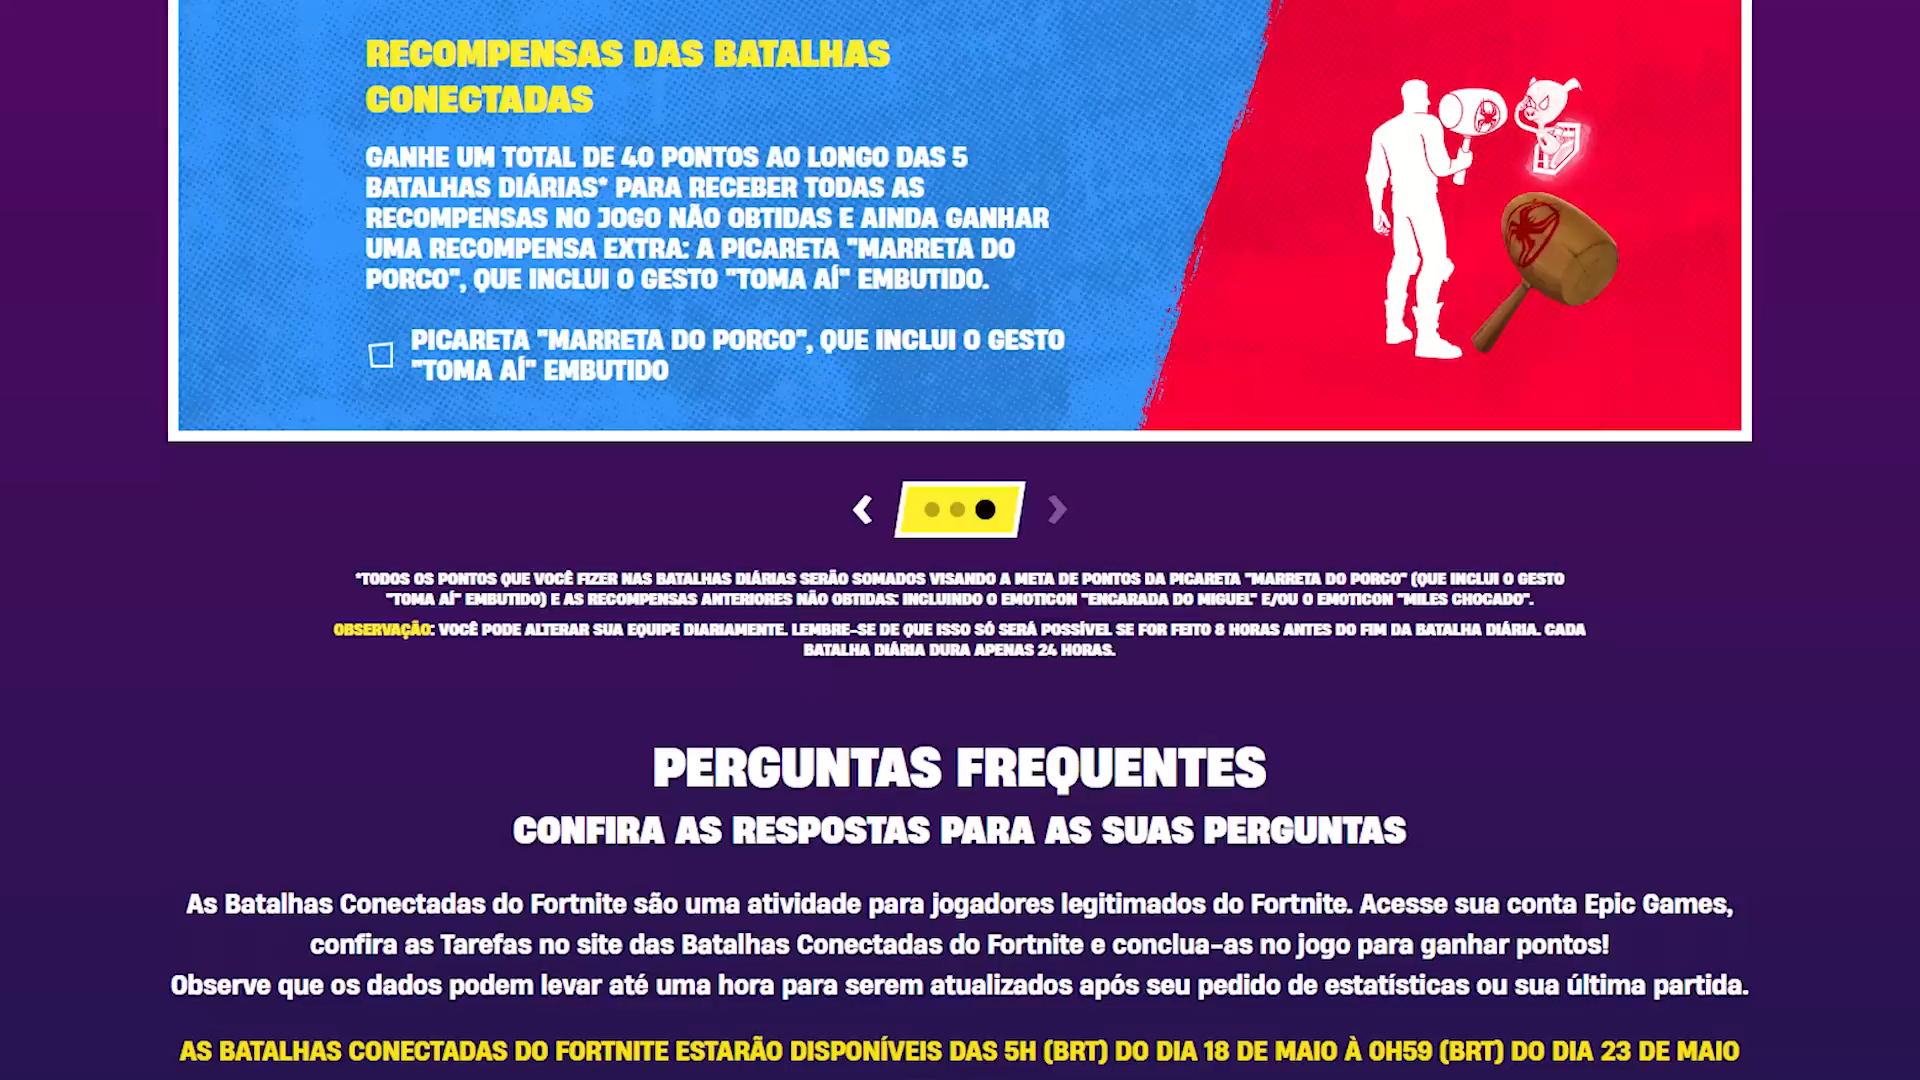 RECOMPENSAS DAS BATALHAS
CONECTADAS
GANHE UM TOTAL DE 40 PONTOS AO LONGO DAS 5
BATALHAS DIÁRIAS* PARA RECEBER TODAS AS
RECOMPENSAS NO JOGO NÃO OBTIDAS E AINDA GANHAR
UMA RECOMPENSA EXTRA: A PICARETA "MARRETA DO
PORCO", QUE INCLUI O GESTO "TOMA AÍ" EMBUTIDO.
PICARETA "MARRETA DO PORCO", QUE INCLUI O GESTO
"TOMA AÍ" EMBUTIDO
*TODOS OS PONTOS QUE VOCÊ FIZER NAS BATALHAS DIÁRIAS SERÃO SOMADOS VISANDO A META DE PONTOS DA PICARETA "MARRETA DO PORCO" (QUE INCLUI O GESTO
"TOMA AÍ" EMBUTIDO) E AS RECOMPENSAS ANTERIORES NÃO OBTIDAS: INCLUINDO O EMOTICON "ENCARADA DO MIGUEL" E/OU O EMOTICON "MILES CHOCADO".
OBSERVAÇÃO: VOCÊ PODE ALTERAR SUA EQUIPE DIARIAMENTE. LEMBRE-SE DE QUE ISSO SÓ SERÁ POSSÍVEL SE FOR FEITO 8 HORAS ANTES DO FIM DA BATALHA DIÁRIA. CADA
BATALHA DIÁRIA DURA APENAS 24 HORAS.
PERGUNTAS FREQUENTES
CONFIRA AS RESPOSTAS PARA AS SUAS PERGUNTAS
As Batalhas Conectadas do Fortnite são uma atividade para jogadores legitimados do Fortnite. Acesse sua conta Epic Games,
confira as Tarefas no site das Batalhas Conectadas do Fortnite e conclua-as no jogo para ganhar pontos!
Observe que os dados podem levar até uma hora para serem atualizados após seu pedido de estatísticas ou sua última partida.
AS BATALHAS CONECTADAS DO FORTNITE ESTARÃO DISPONÍVEIS DAS 5H (BRT) DO DIA 18 DE MAIO À 0H59 (BRT) DO DIA 23 DE MAIO